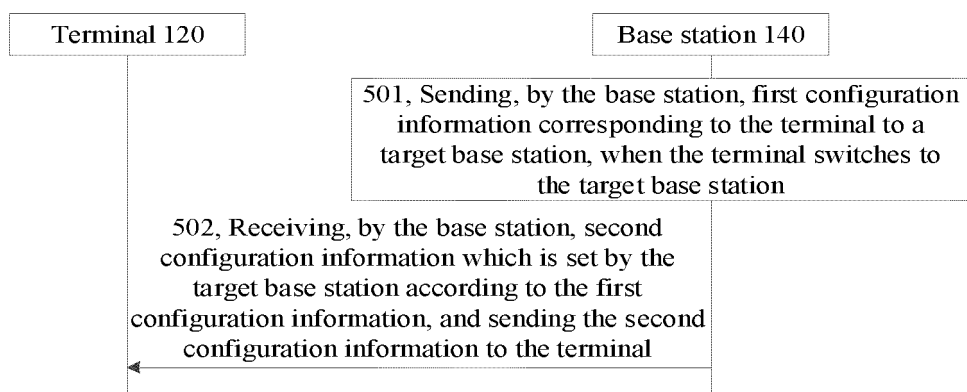 Terminal 120
Base station 140
501, Sending, by the base station, first configuration
information corresponding to the terminal to a
target base station, when the terminal switches to
the target base station
502, Receiving, by the base station, second
configuration information which is set by the
target base station according to the first
configuration information, and sending the second
configuration information to the terminal